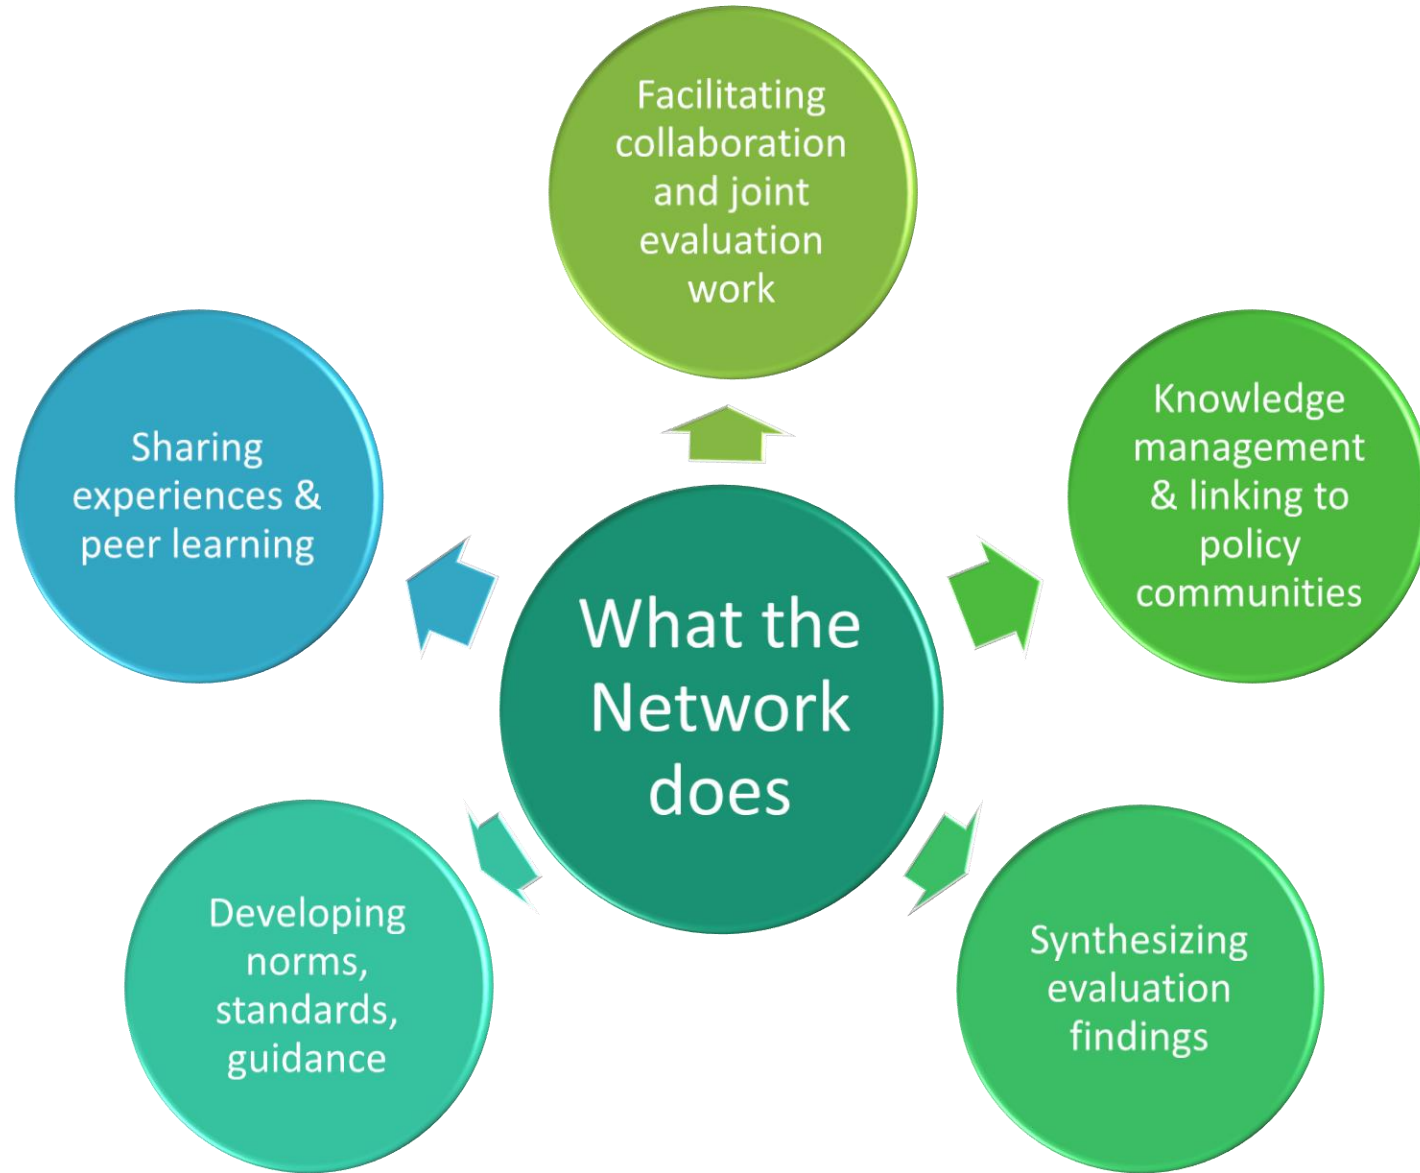 Facilitating
collaboration
and joint
evaluation
work
Knowledge
management
& linking to
policy
communities
Sharing
experiences &
peer learning
What the
Network
does
Developing
norms,
standards,
guidance
Synthesizing
evaluation
findings